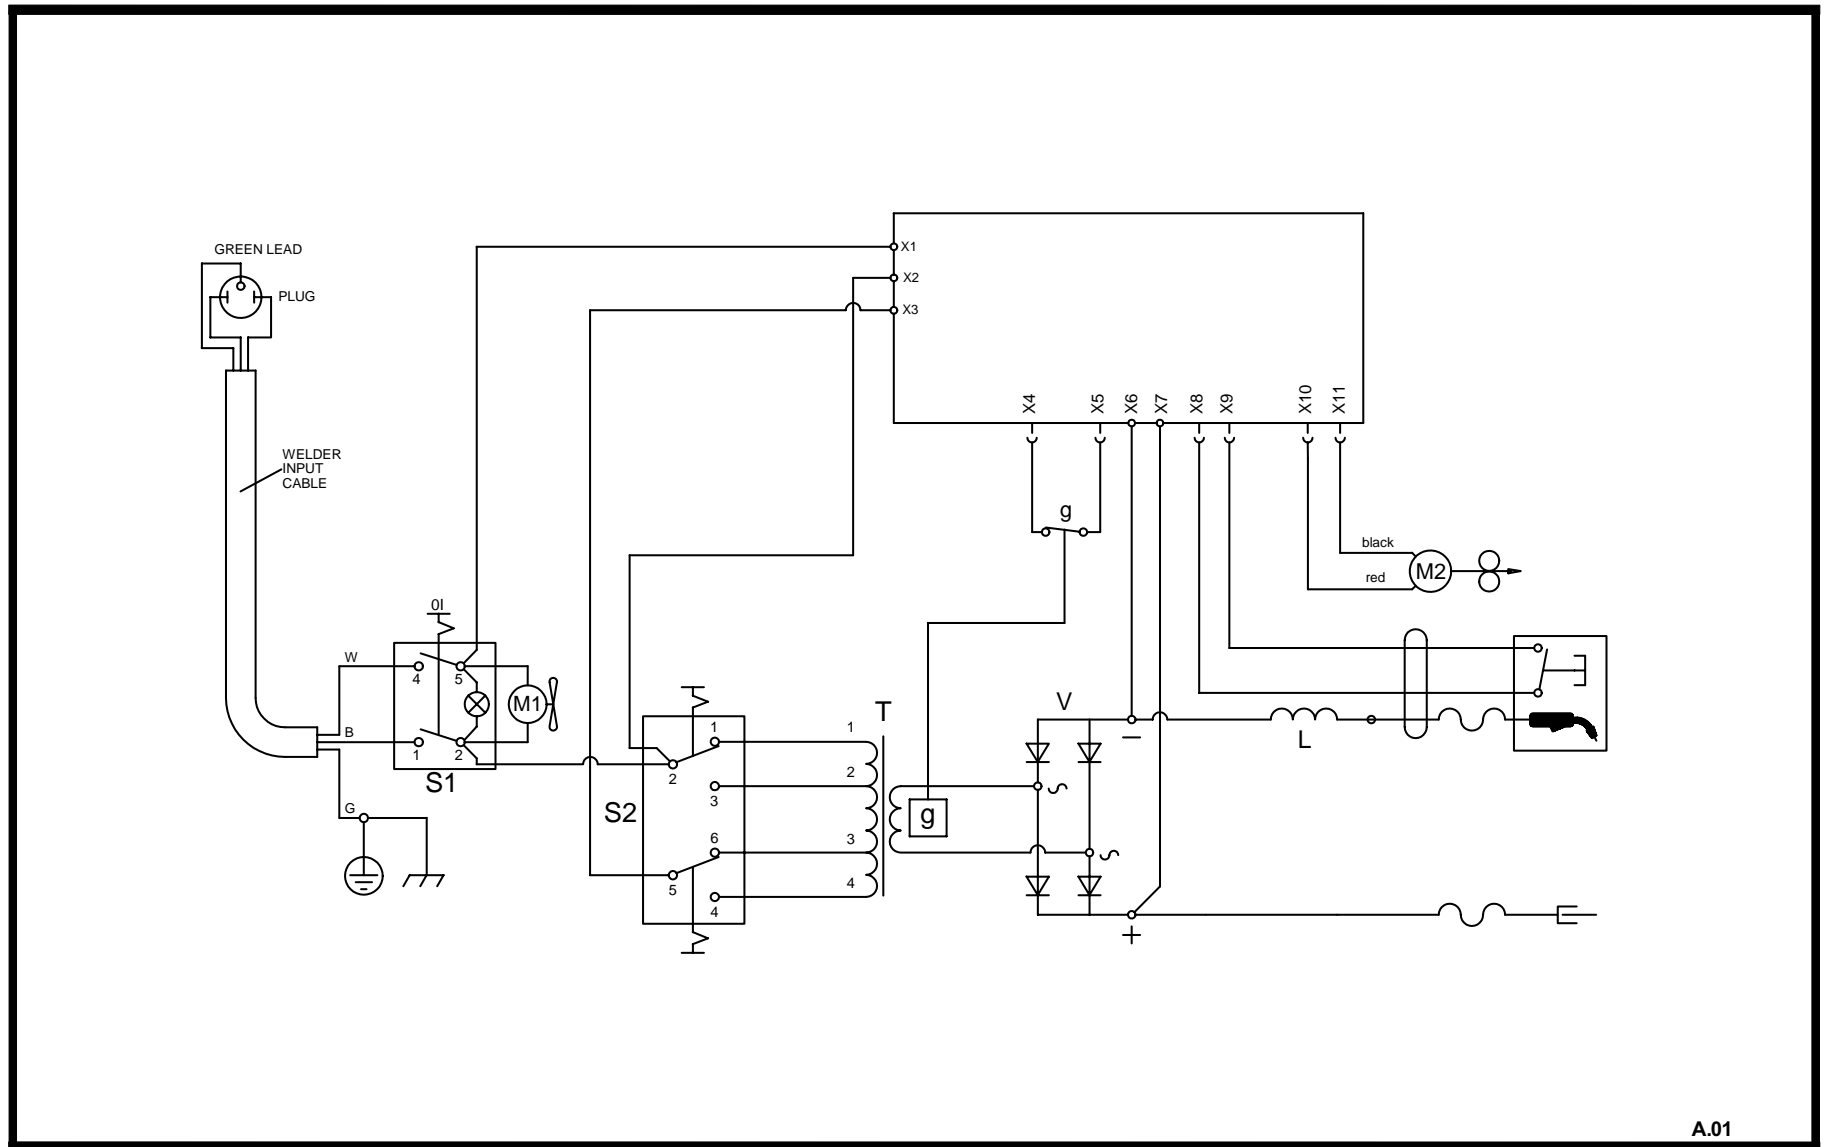 GREEN LEAD
PLUG
X1
X2
X3
X4
X5
X6
X7
X8
X9
X10
X11
WELDER
INPUT
CABLE
g
black
red
M2
0I
W
4
5
M1
B
1
2
S1
G
S2
1
2
3
6
5
4
T
1
2
3
4
g
V
−
+
L
A.01